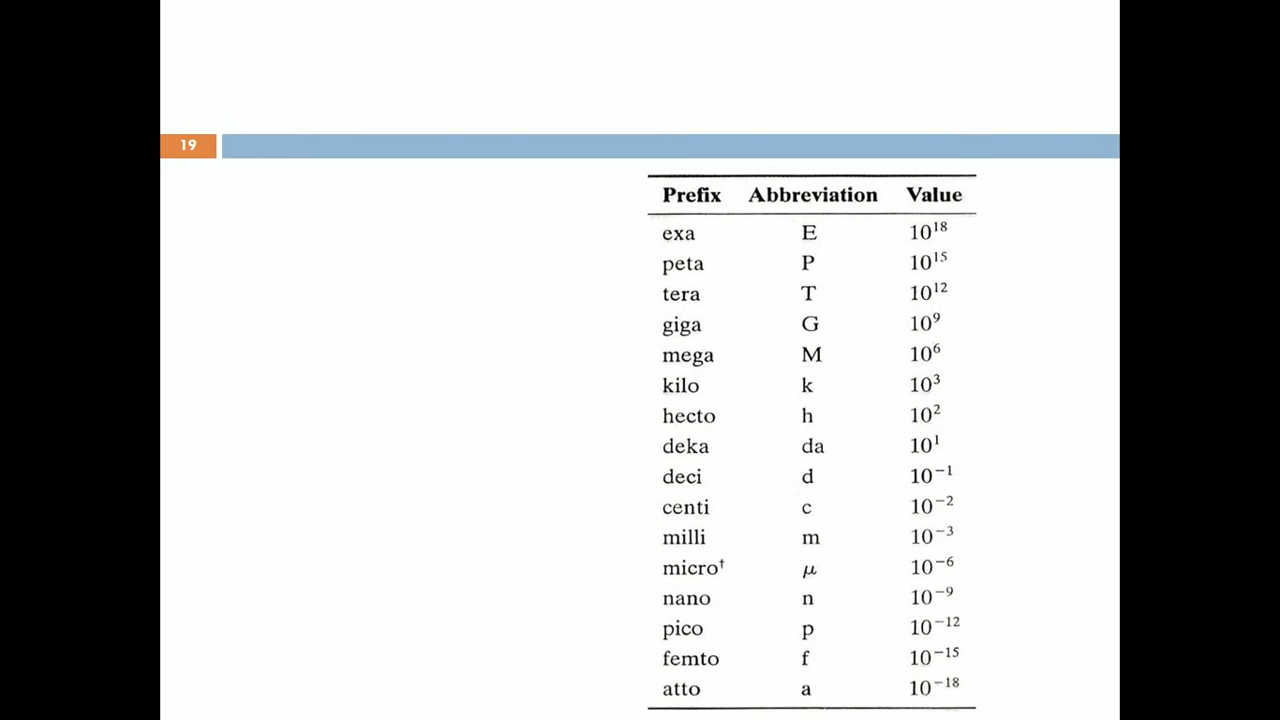 19
Prefix Abbreviation Value
exa E 10¹⁸
peta P 10¹⁵
tera T 10¹²
giga G 10⁹
mega M 10⁶
kilo k 10³
hecto h 10²
deka da 10¹
deci d 10⁻¹
centi c 10⁻²
milli m 10⁻³
micro† μ 10⁻⁶
nano n 10⁻⁹
pico p 10⁻¹²
femto f 10⁻¹⁵
atto a 10⁻¹⁸